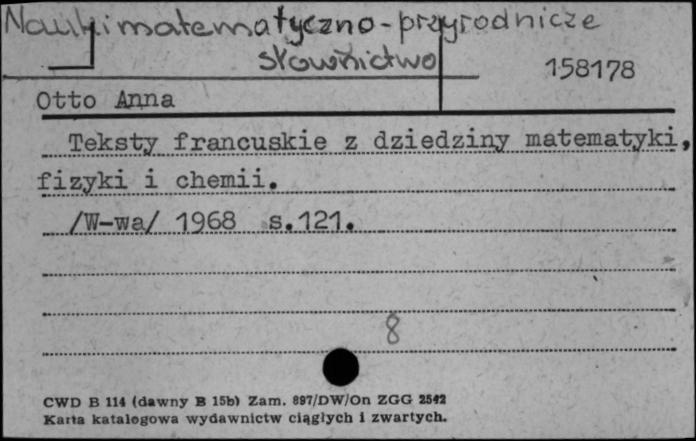 Nauki matematyczno-przyrodnicze
słownictwo
158178
Otto Anna
Teksty francuskie z dziedziny matematyki,
fizyki i chemii.
/W-wa/ 1968 s.121.
8
CWD B 114 (dawny B 15b) Zam. 897/DW/On ZGG 2542
Karta katalogowa wydawnictw ciągłych i zwartych.